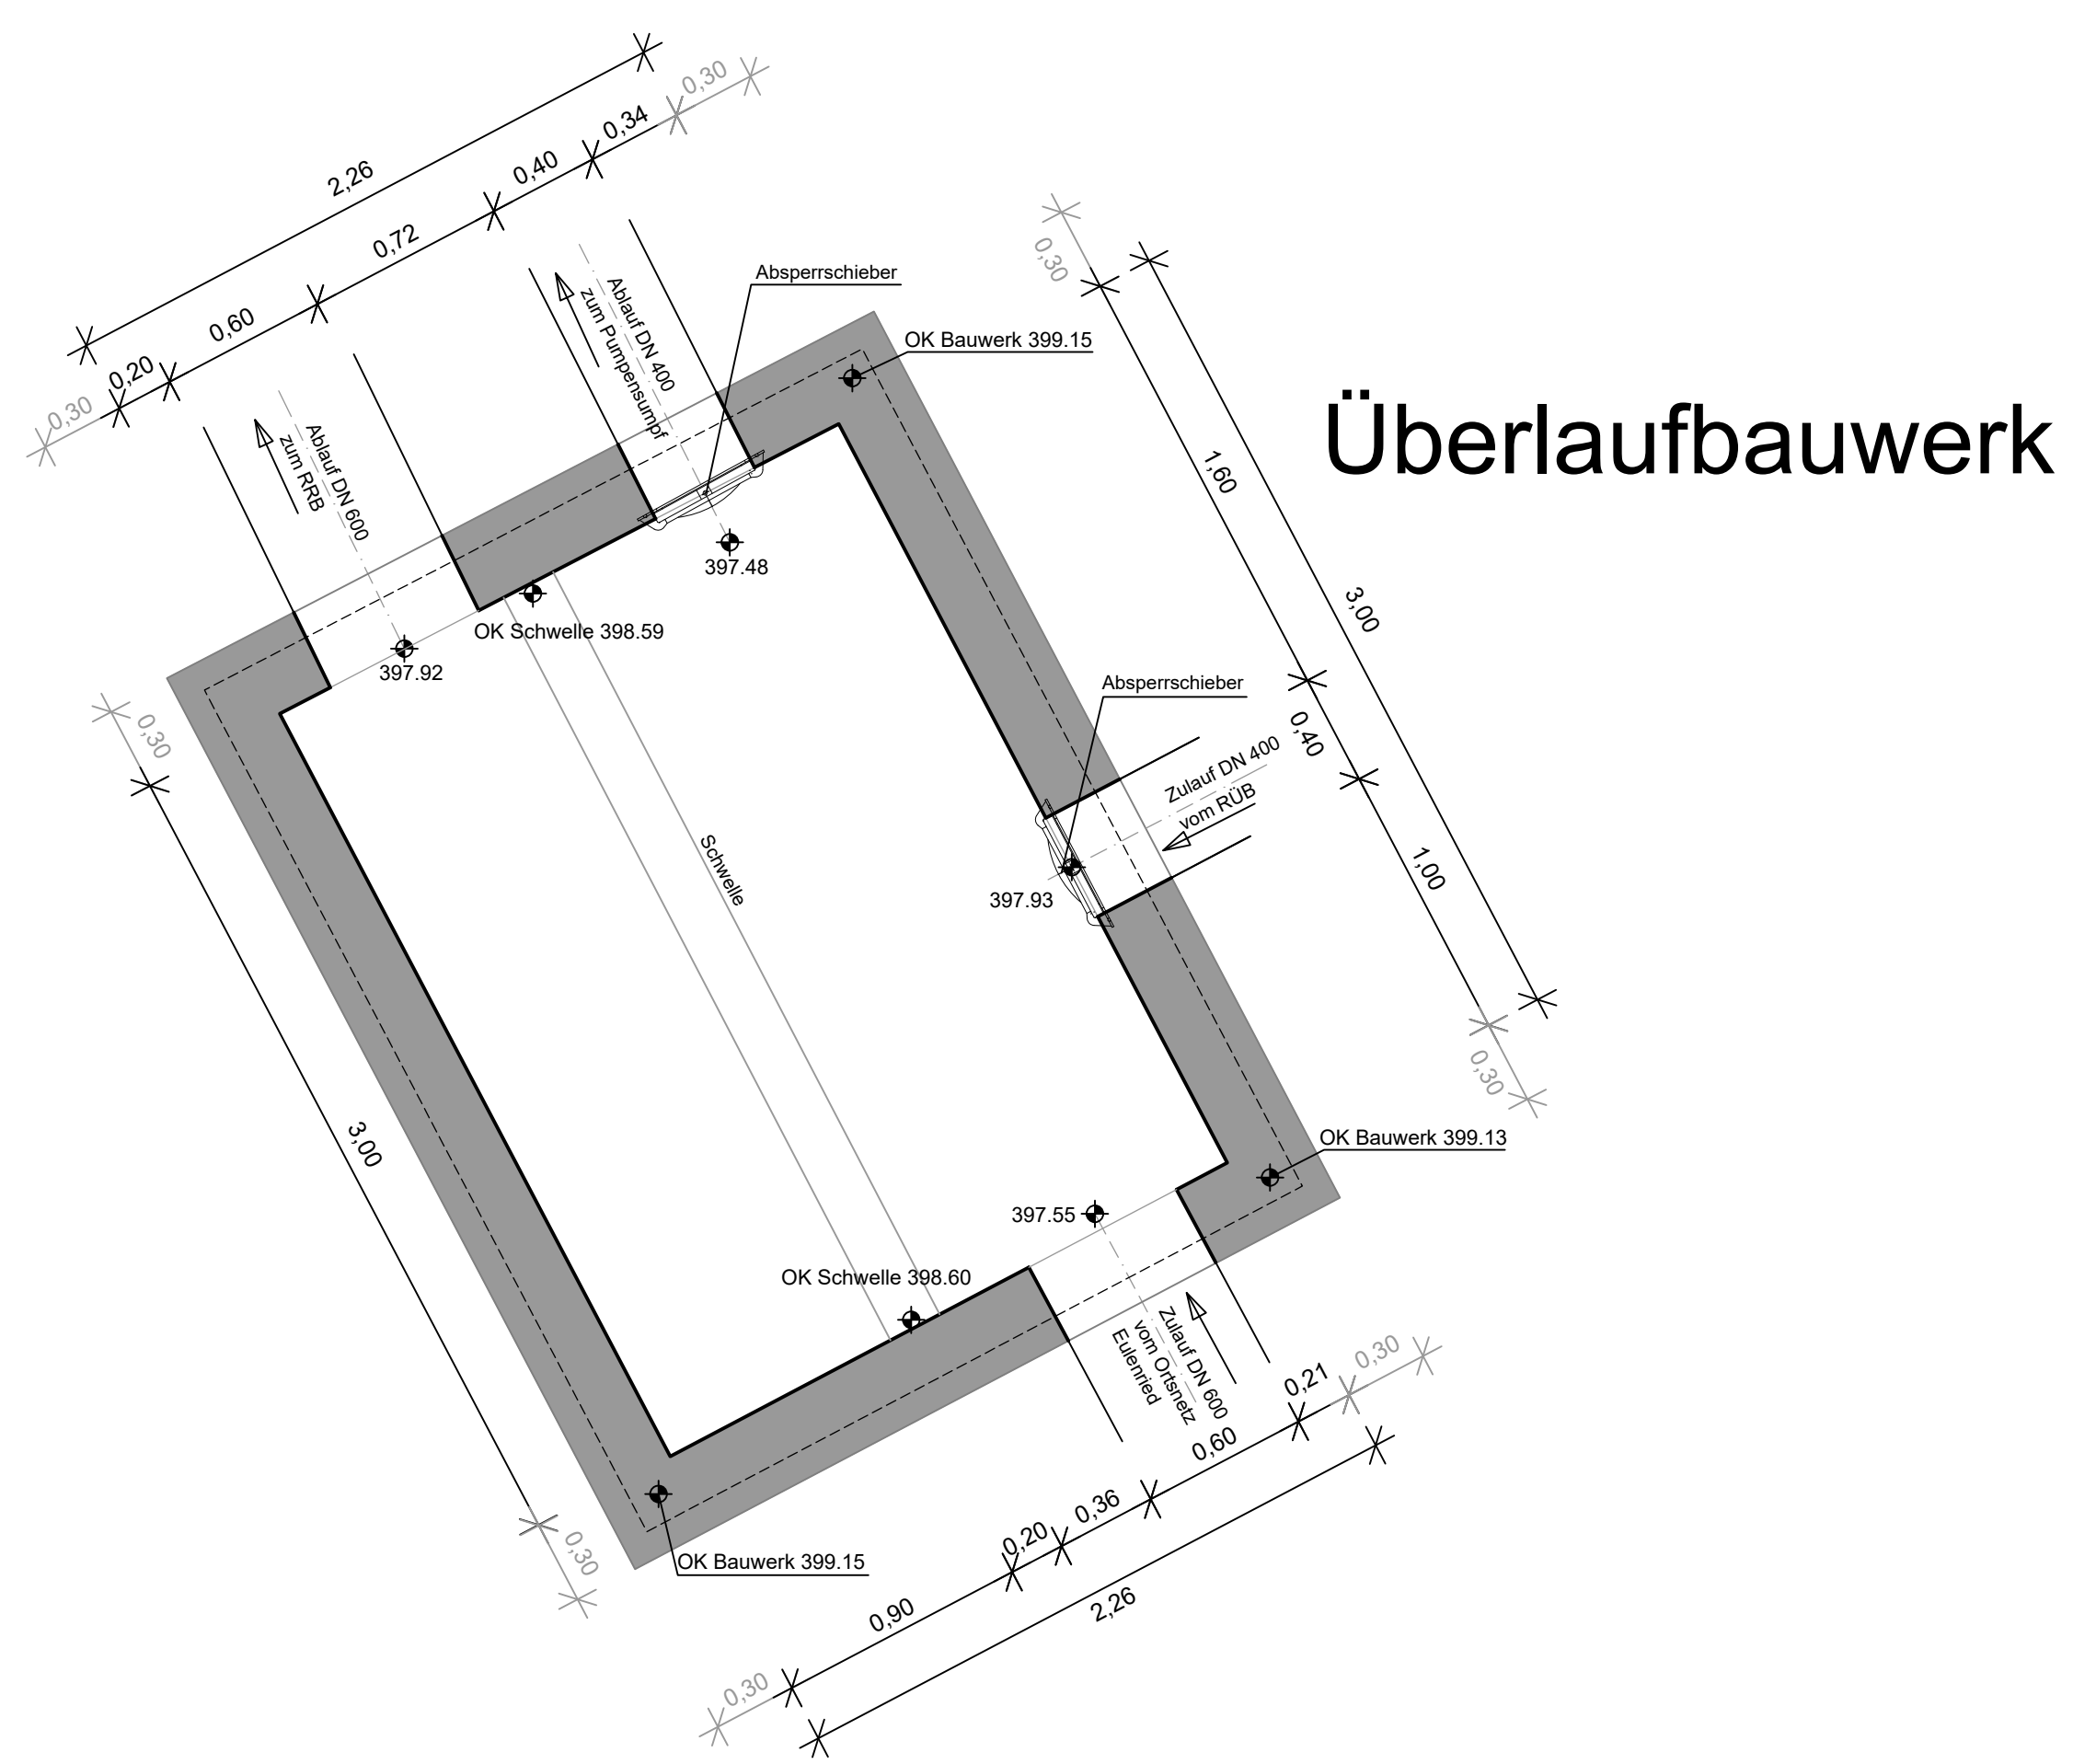 Überlaufbauwerk
2,26
0,30
0,20
0,60
0,72
0,40
0,34
0,30
Ablauf DN 600
zum RRB
Ablauf DN 400
zum Pumpensumpf
Absperrschieber
OK Bauwerk 399.15
397.48
OK Schwelle 398.59
397.92
0,30
1,60
3,00
0,40
1,00
0,30
Absperrschieber
Zulauf DN 400
vom RÜB
397.93
Schwelle
0,30
3,00
0,30
OK Bauwerk 399.13
397.55
OK Schwelle 398.60
Zulauf DN 600
vom Ortsnetz
Eulenried
OK Bauwerk 399.15
0,30
0,90
0,20
0,36
0,60
0,21
0,30
2,26